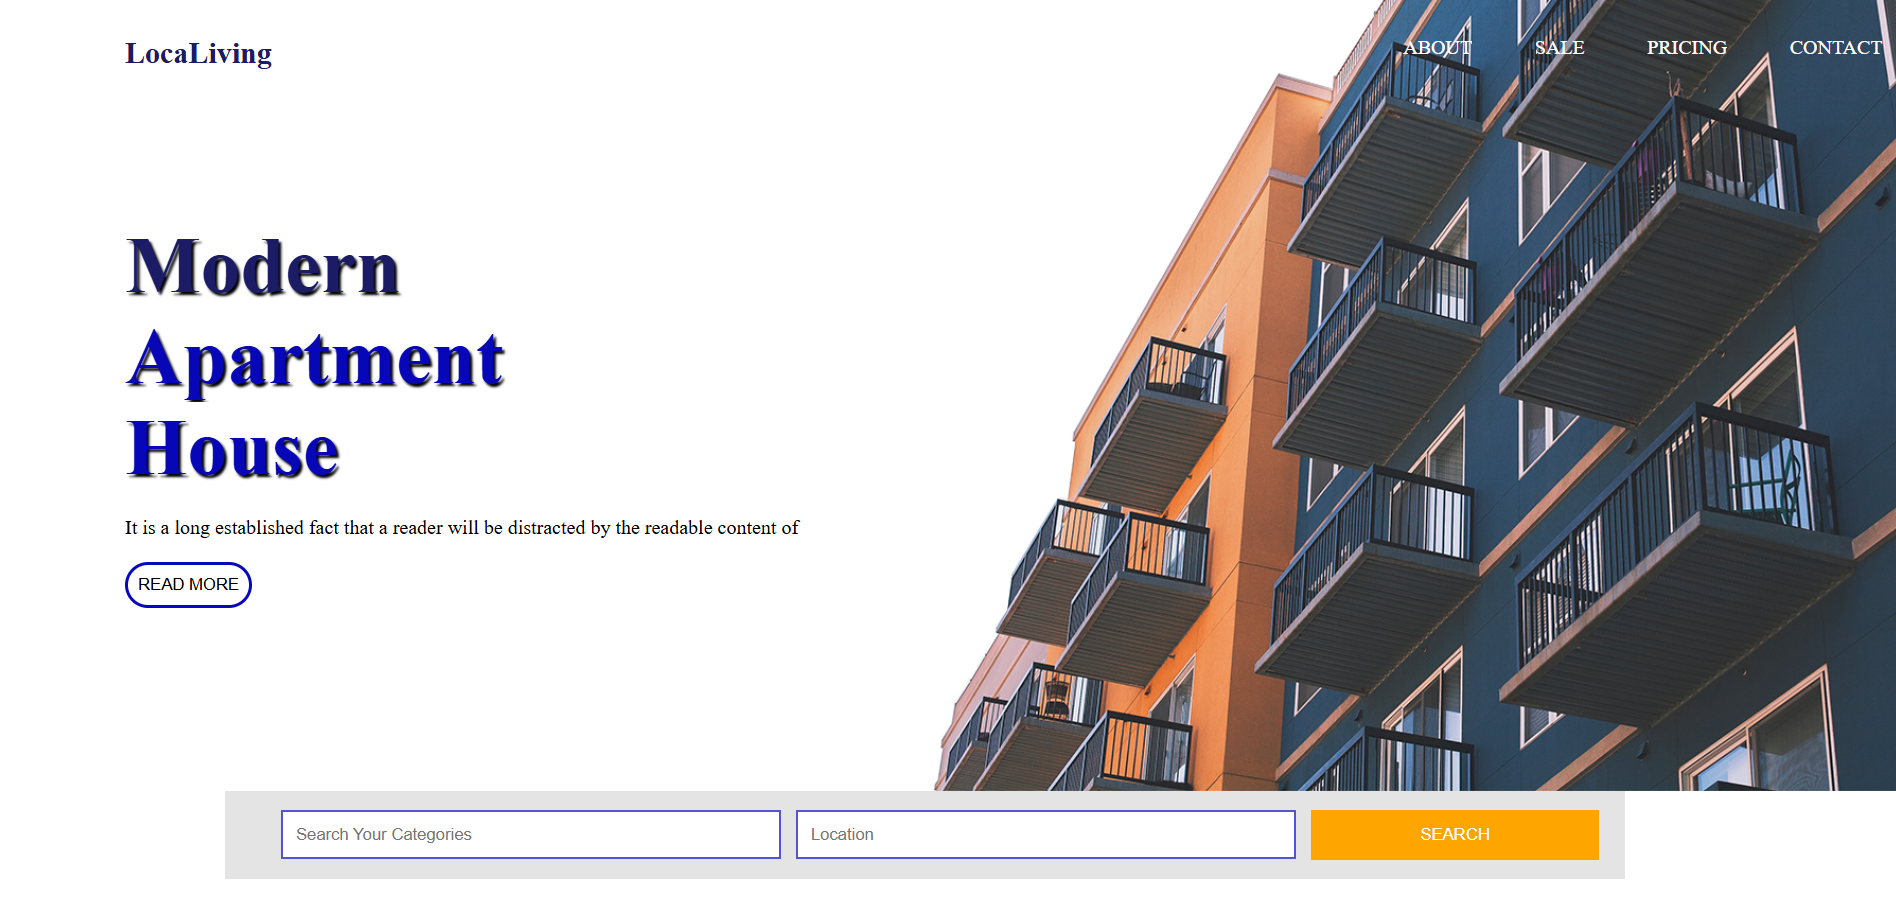 LocaLiving
ABOUT SALE PRICING CONTACT
Modern
Apartment
House
It is a long established fact that a reader will be distracted by the readable content of
READ MORE
Search Your Categories
Location
SEARCH